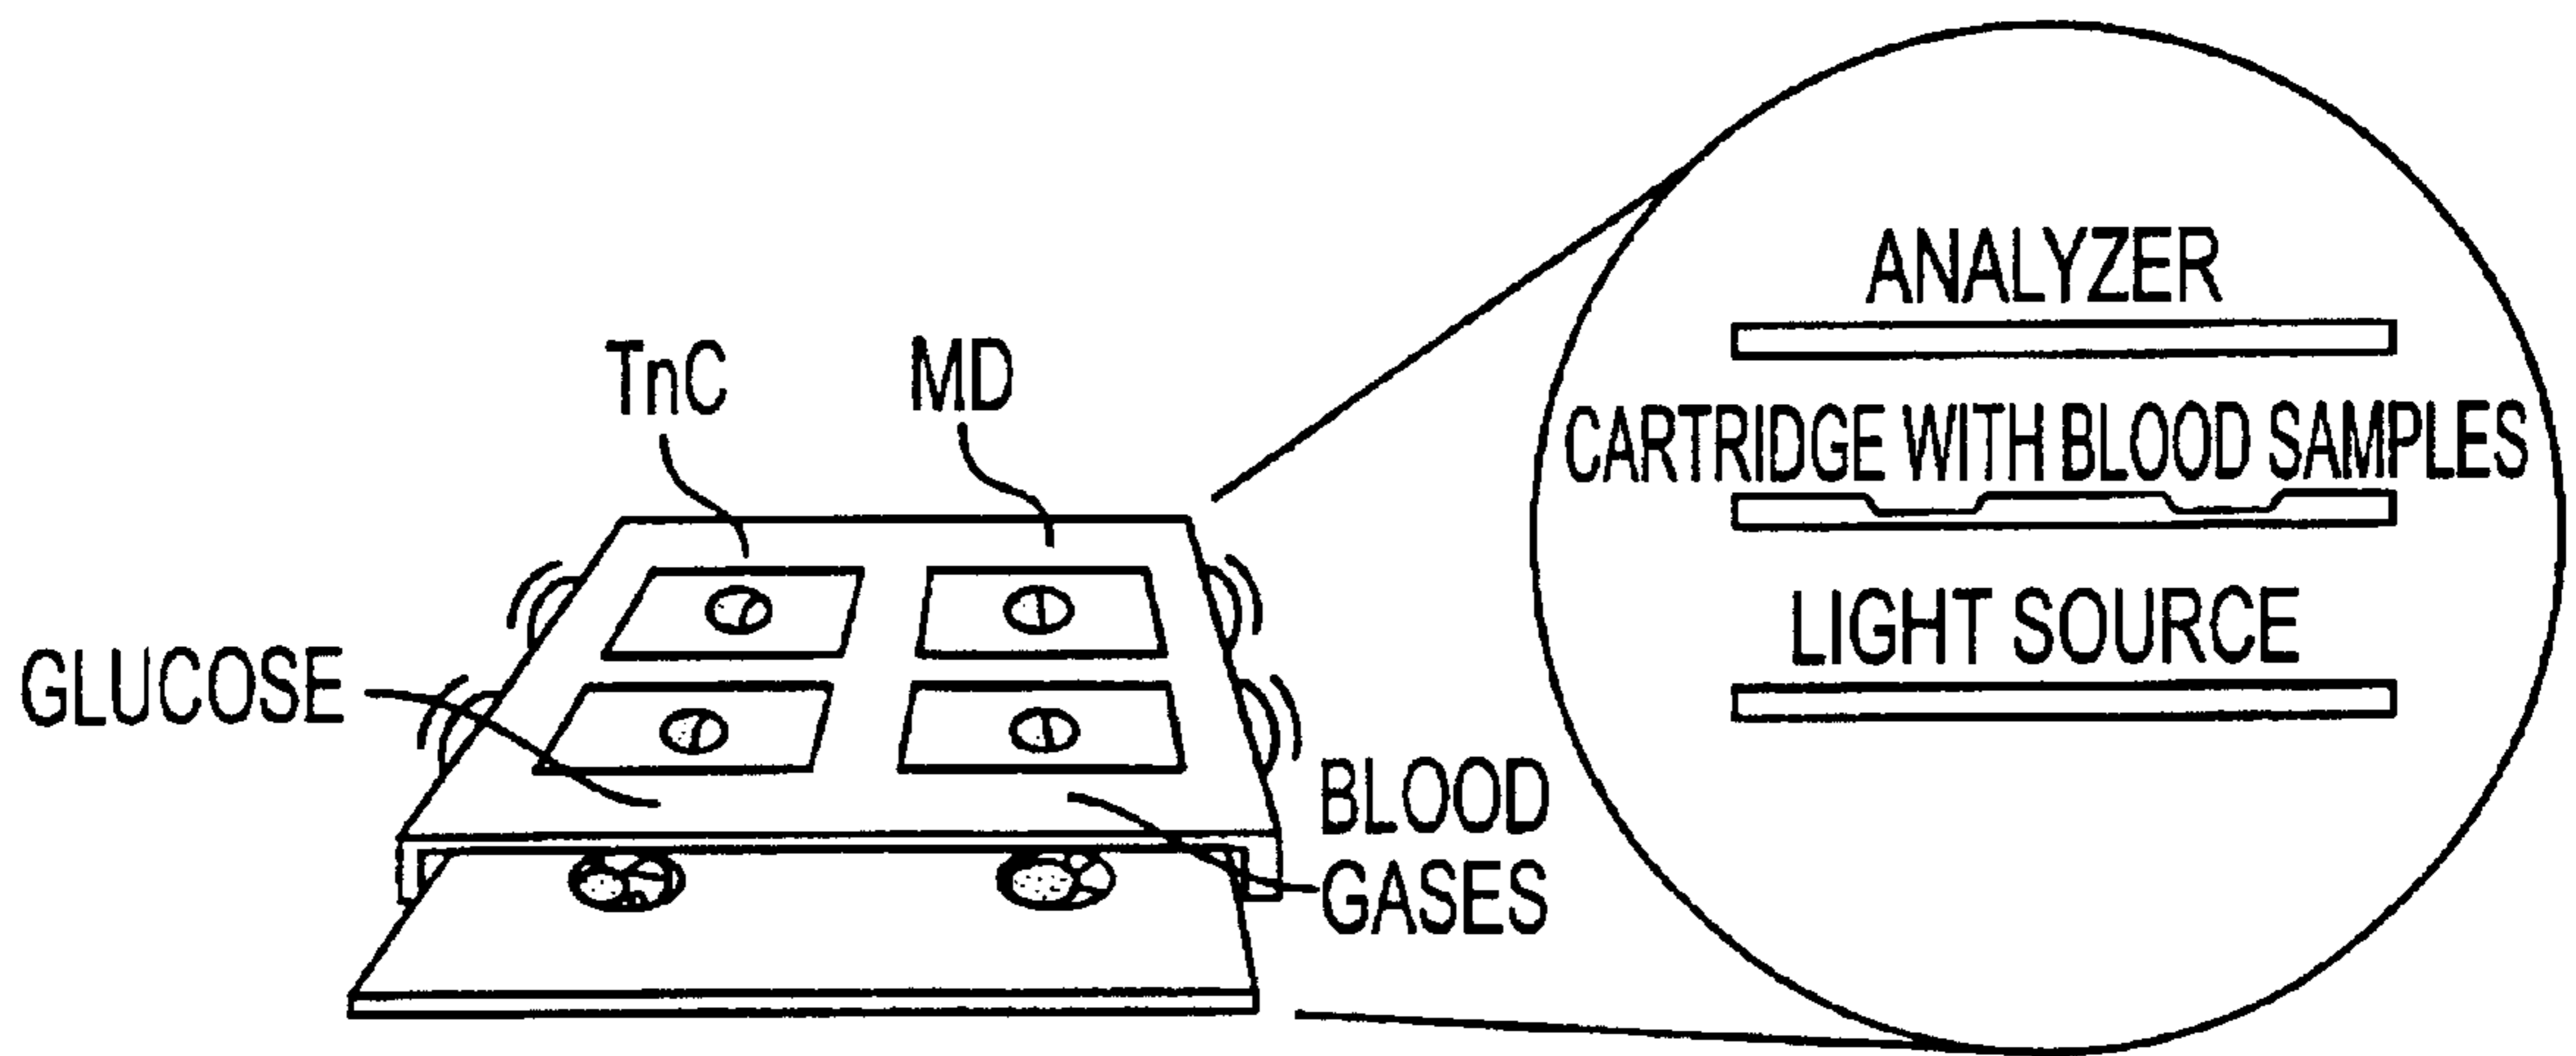 TnC
MD
GLUCOSE
BLOOD
GASES
ANALYZER
CARTRIDGE WITH BLOOD SAMPLES
LIGHT SOURCE